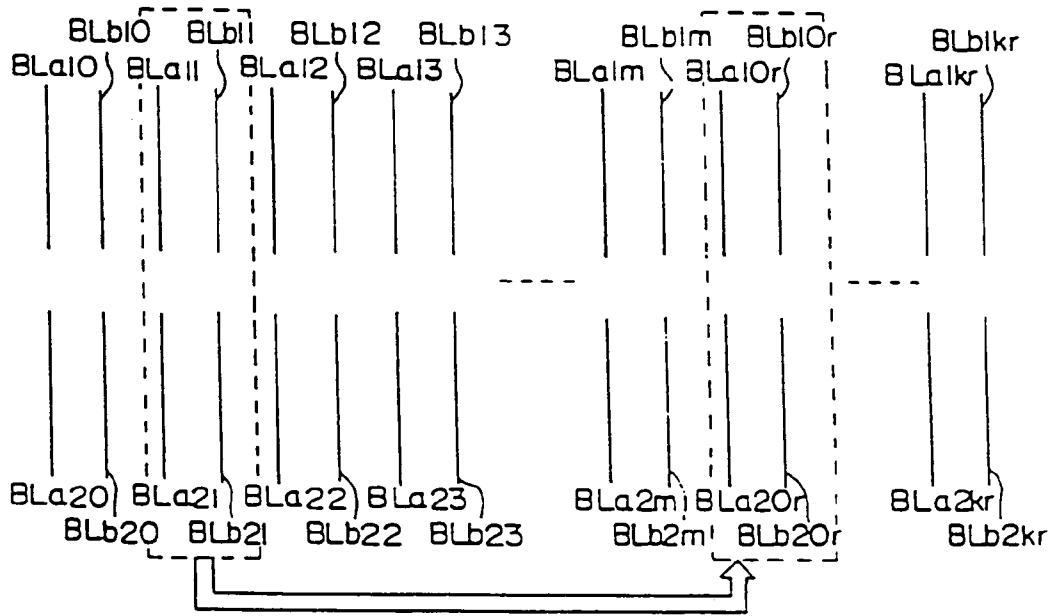 BLb10 BLb11 BLb12 BLb13 BLb1m BLb10r BLb1kr
BLa10 BLa11 BLa12 BLa13 BLa1m BLa10r BLa1kr
BLa20 BLa21 BLa22 BLa23 BLa2m BLa20r BLa2kr
BLb20 BLb21 BLb22 BLb23 BLb2m BLb20r BLb2kr